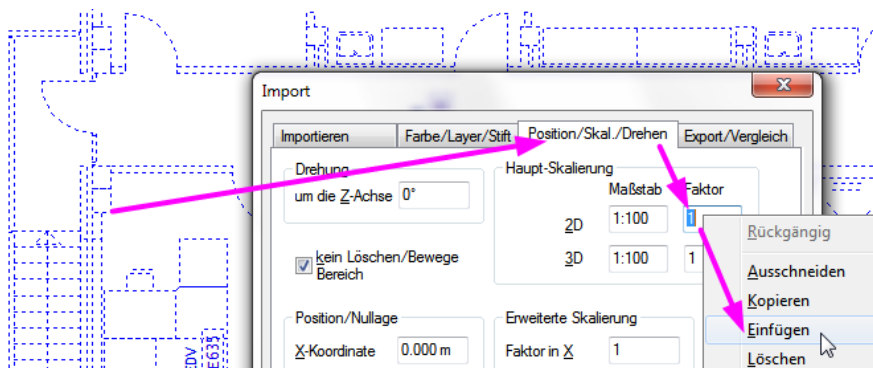 Import
Importieren Farbe/Layer/Stift Position/Skal./Drehen Export/Vergleich
Drehung
um die Z-Achse 0°
kein Löschen/Bewege
Bereich
Haupt-Skalierung
Maßstab Faktor
2D 1:100 1
3D 1:100 1
Position/Nullage
X-Koordinate 0.000 m
Erweiterte Skalierung
Faktor in X 1
Rückgängig
Ausschneiden
Kopieren
Einfügen
Löschen
EDV
E635